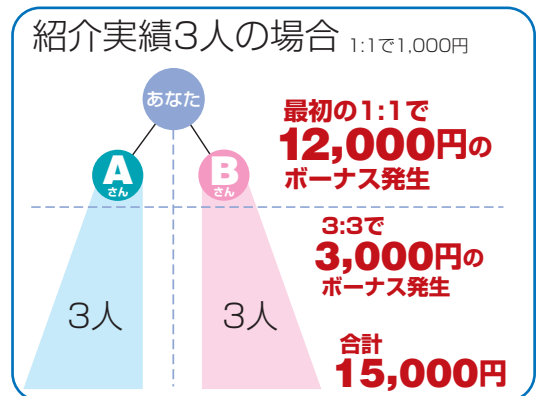 紹介実績3人の場合 1:1で1,000円
あなた
A
さん
B
さん
最初の1:1で
12,000円の
ボーナス発生
3:3で
3,000円の
ボーナス発生
3人
3人
合計
15,000円